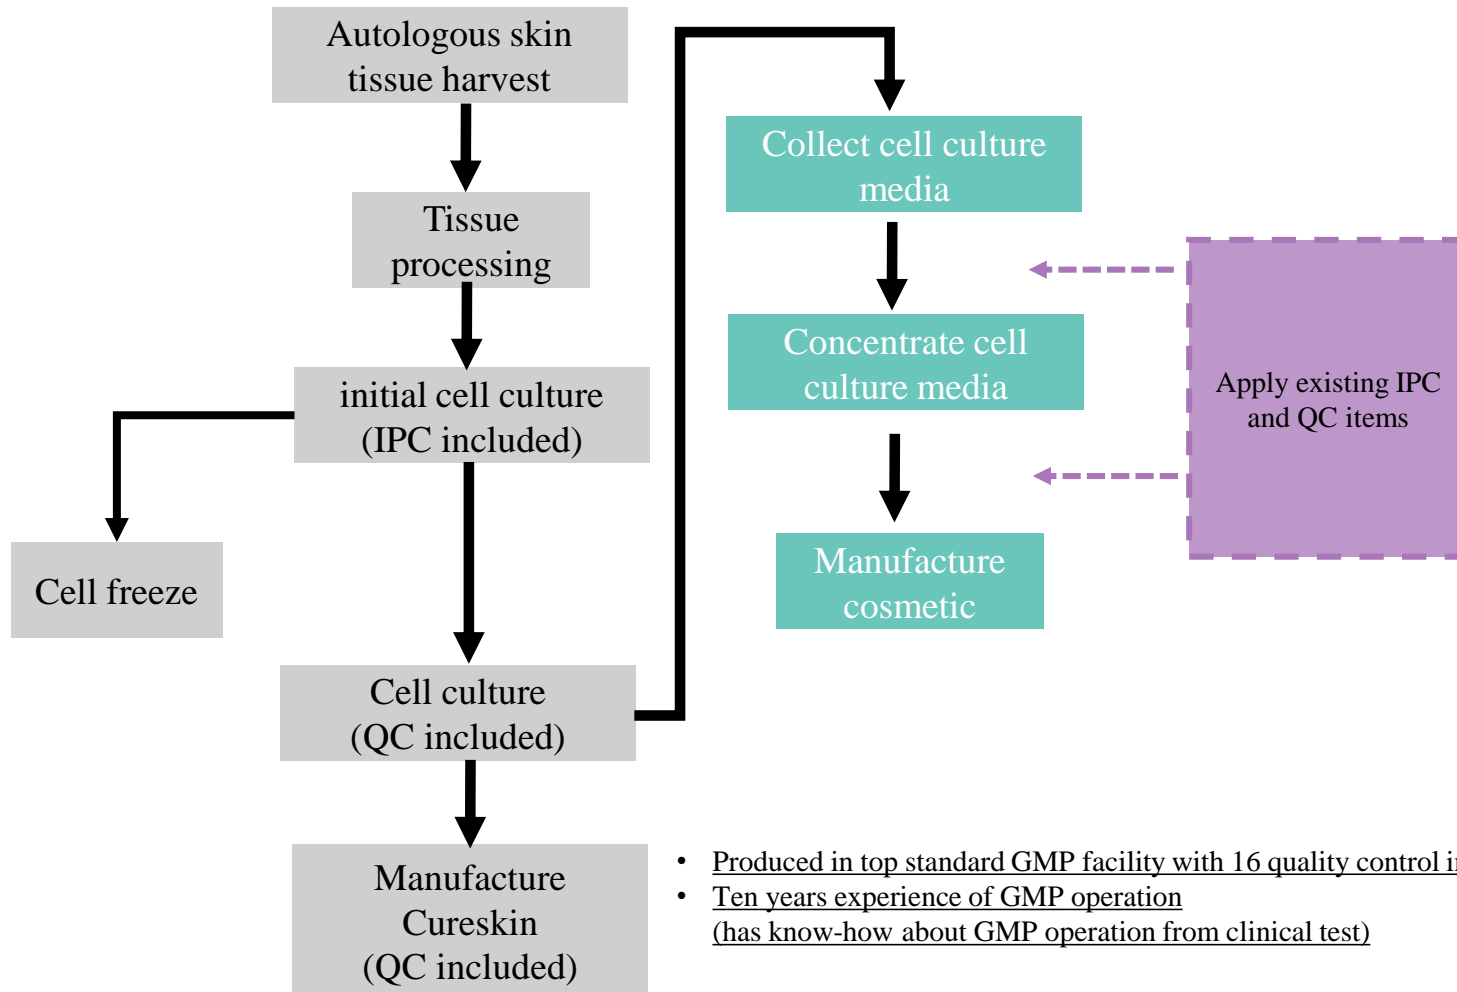 Autologous skin
tissue harvest
Tissue
processing
initial cell culture
(IPC included)
Cell freeze
Cell culture
(QC included)
Manufacture
Cureskin
(QC included)
Collect cell culture
media
Concentrate cell
culture media
Manufacture
cosmetic
Apply existing IPC
and QC items
• Produced in top standard GMP facility with 16 quality control
• Ten years experience of GMP operation
(has know-how about GMP operation from clinical test)